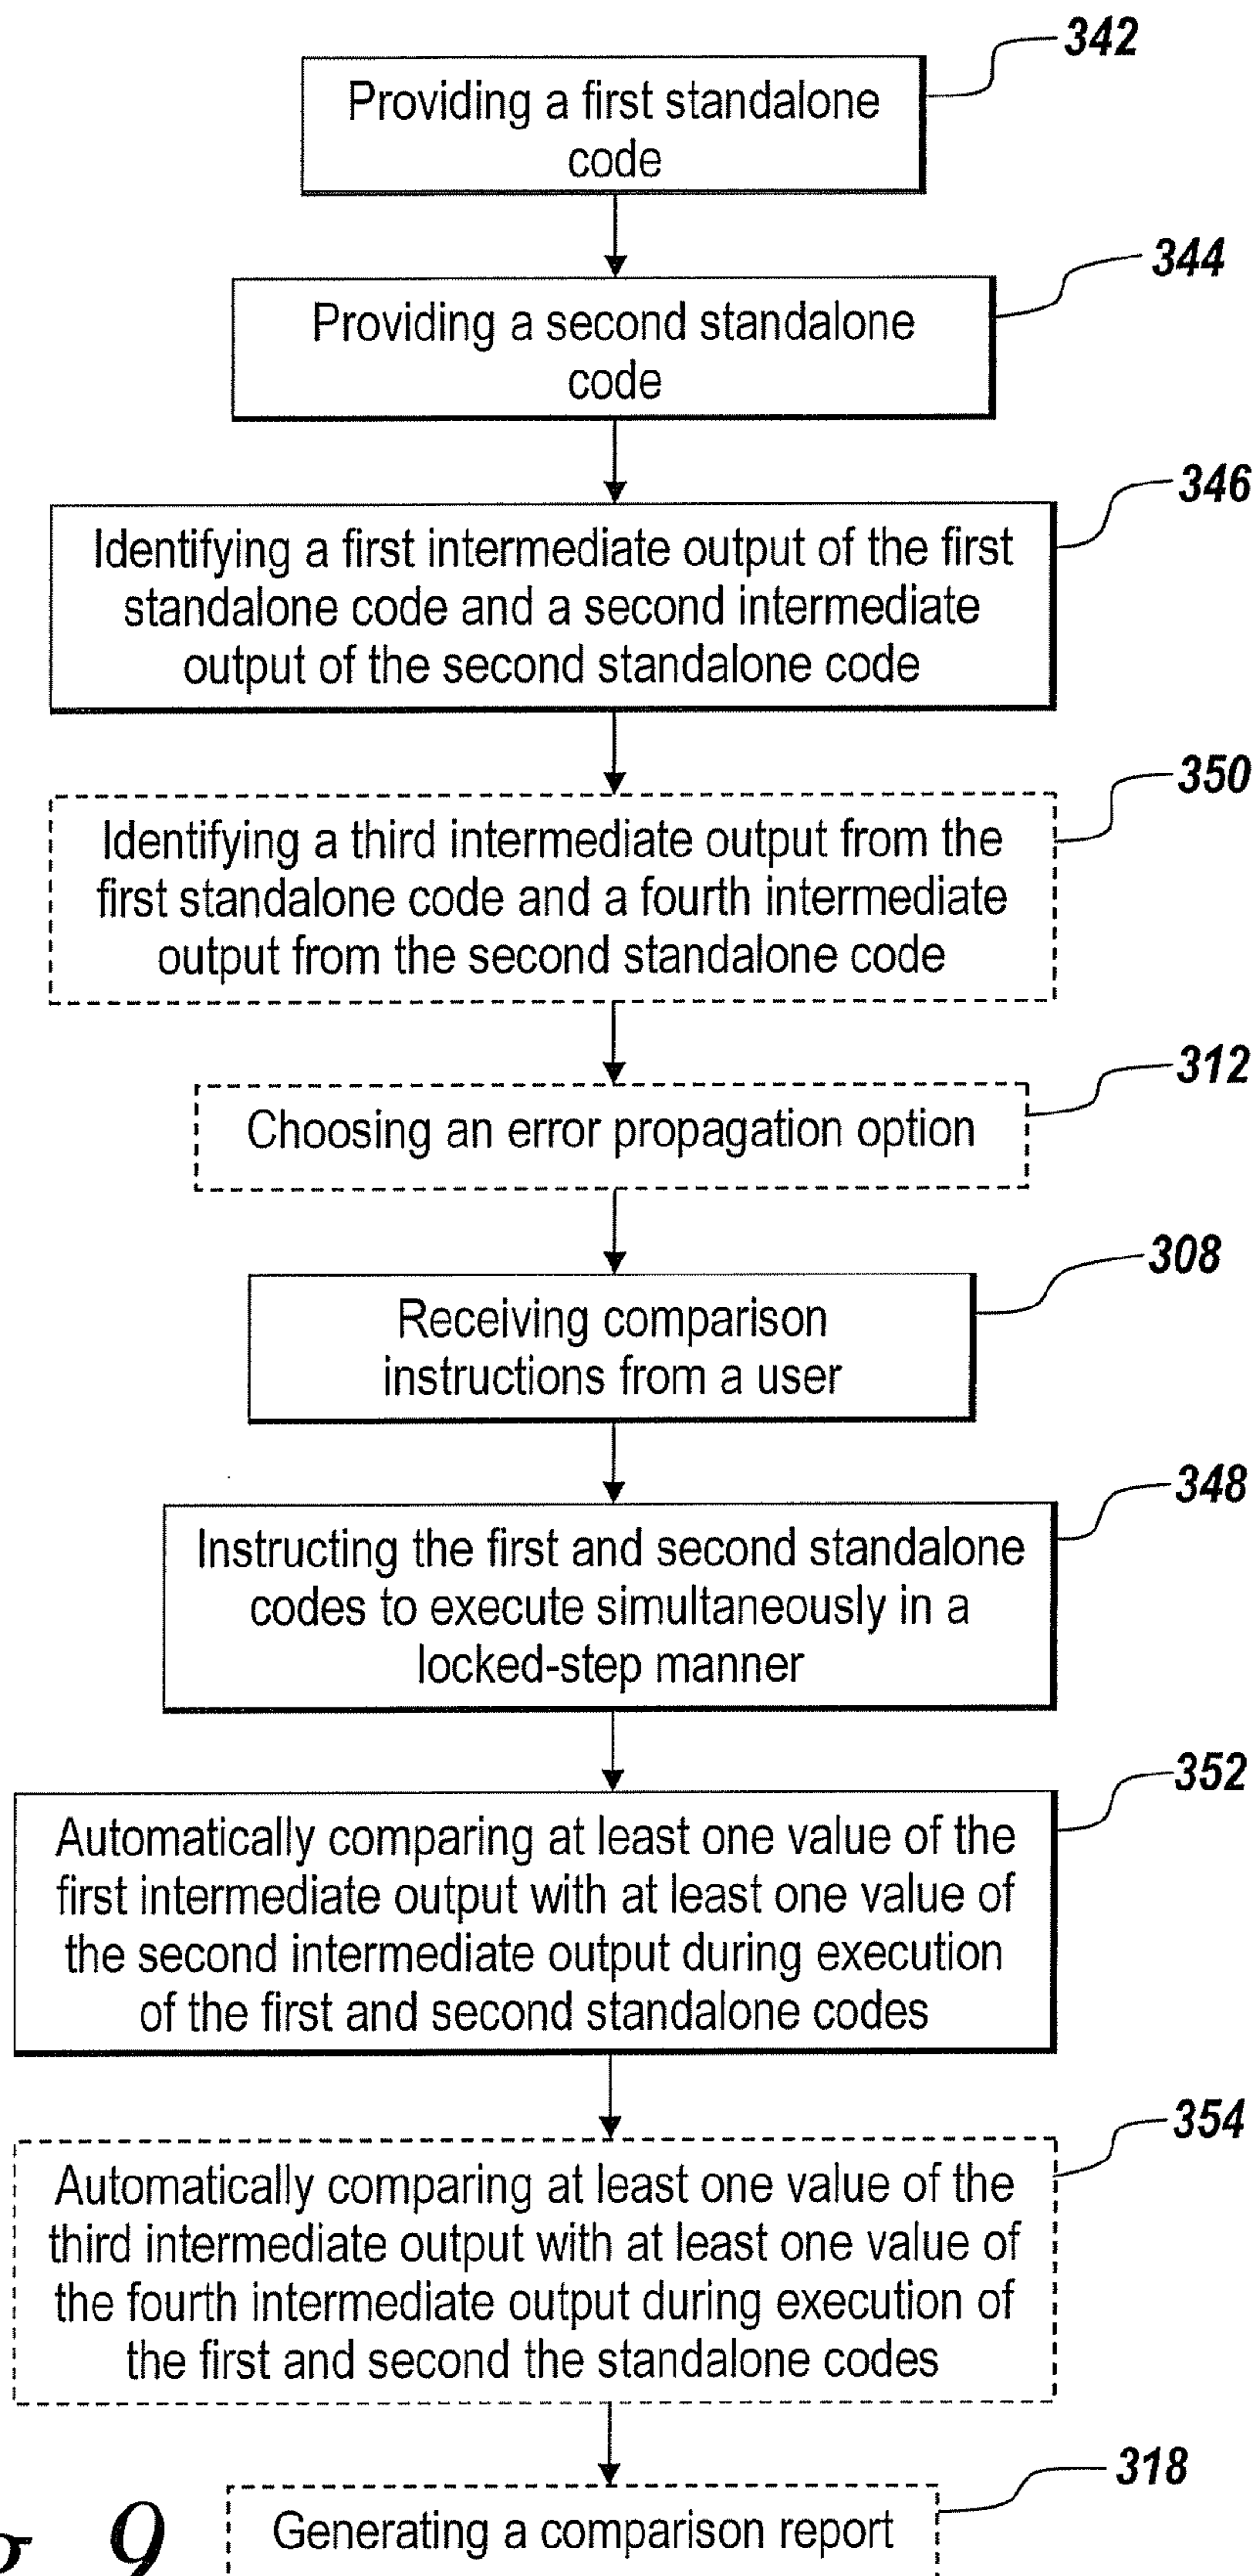 342
Providing a first standalone
code
344
Providing a second standalone
code
346
Identifying a first intermediate output of the first
standalone code and a second intermediate
output of the second standalone code
350
Identifying a third intermediate output from the
first standalone code and a fourth intermediate
output from the second standalone code
312
Choosing an error propagation option
308
Receiving comparison
instructions from a user
348
Instructing the first and second standalone
codes to execute simultaneously in a
locked-step manner
352
Automatically comparing at least one value of the
first intermediate output with at least one value of
the second intermediate output during execution
of the first and second standalone codes
354
Automatically comparing at least one value of the
third intermediate output with at least one value of
the fourth intermediate output during execution of
the first and second the standalone codes
318
Generating a comparison report
9